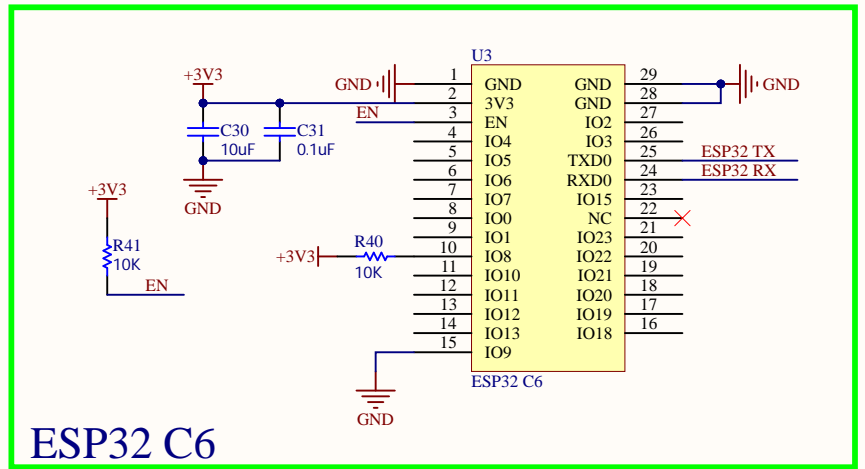 U3
+3V3
GND 1 GND GND 29 GND
2 3V3 GND 28
EN 3 EN IO2 27
C30 C31 4 IO4 IO3 26
10uF 0.1uF 5 IO5 TXD0 25 ESP32 TX
6 IO6 RXD0 24 ESP32 RX
+3V3 GND 7 IO7 IO15 23
8 IO0 NC 22
R41 R40 9 IO1 IO23 21
+3V3 10 IO8 IO22 20
10K 10K 11 IO10 IO21 19
EN 12 IO11 IO20 18
13 IO12 IO19 17
14 IO13 IO18 16
15 IO9
ESP32 C6
GND
ESP32 C6